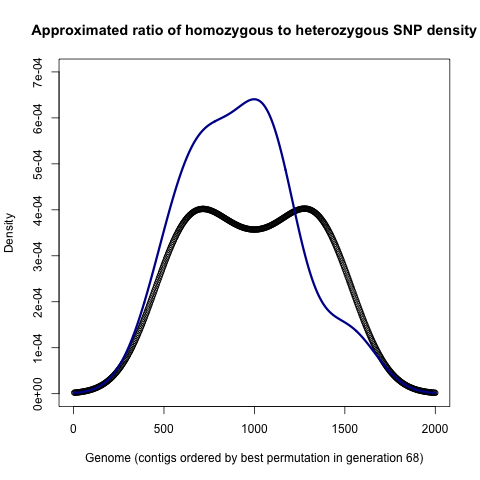 Approximated ratio of homozygous to heterozygous SNP density
7e-04
6e-04
5e-04
4e-04
3e-04
2e-04
1e-04
0e+00
Density
0 500 1000 1500 2000
Genome (contigs ordered by best permutation in generation 68)